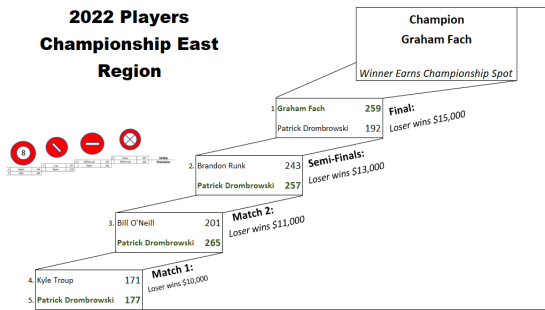 2022 Players
Championship East
Region
Champion
Graham Fach
Winner Earns Championship Spot
1 Graham Fach 259
Patrick Drombrowski 192
Final:
Loser wins $15,000
8
2. Brandon Runk 243
Patrick Drombrowski 257
Semi-Finals:
Loser wins $13,000
3. Bill O'Neill 201
Patrick Drombrowski 265
Match 2:
Loser wins $11,000
4. Kyle Troup 171
5. Patrick Drombrowski 177
Match 1:
Loser wins $10,000